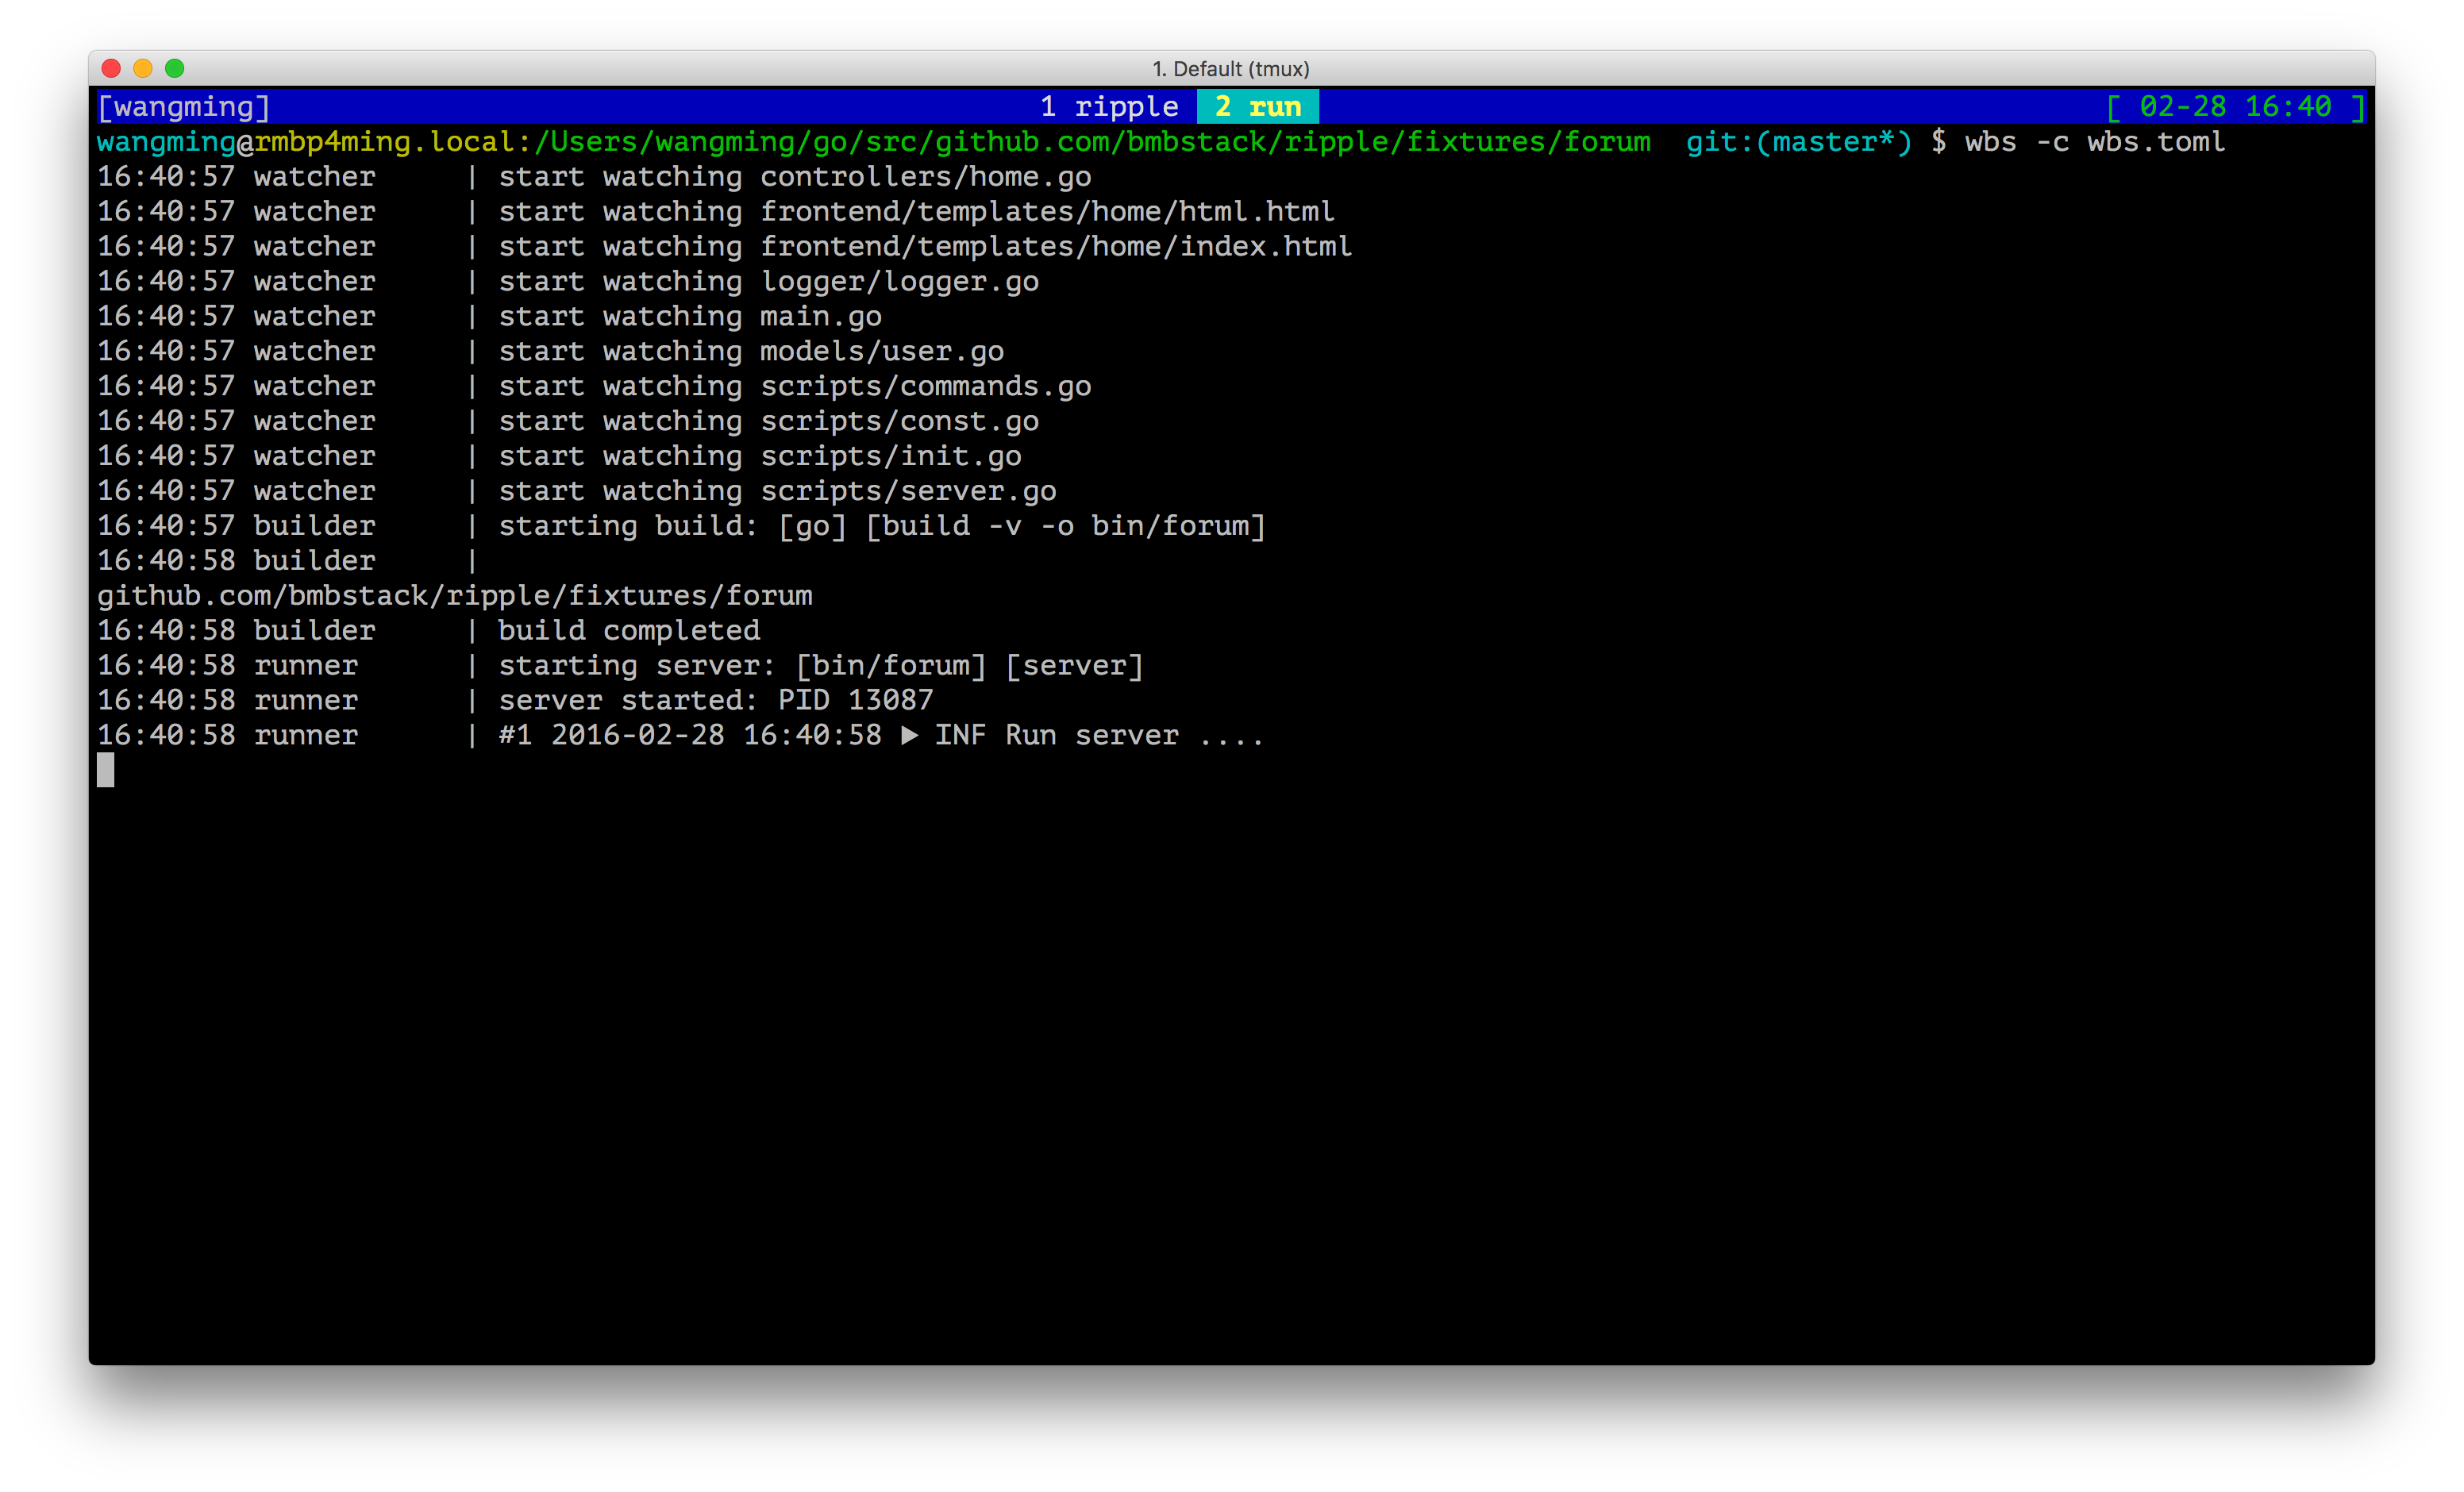 1. Default (tmux)
[wangming] 1 ripple 2 run [ 02-28 16:40 ]
wangming@rmbp4ming.local:/Users/wangming/go/src/github.com/bmbstack/ripple/fixtures/forum git:(master*) $ wbs -c wbs.toml
16:40:57 watcher | start watching controllers/home.go
16:40:57 watcher | start watching frontend/templates/home/html.html
16:40:57 watcher | start watching frontend/templates/home/index.html
16:40:57 watcher | start watching logger/logger.go
16:40:57 watcher | start watching main.go
16:40:57 watcher | start watching models/user.go
16:40:57 watcher | start watching scripts/commands.go
16:40:57 watcher | start watching scripts/const.go
16:40:57 watcher | start watching scripts/init.go
16:40:57 watcher | start watching scripts/server.go
16:40:57 builder | starting build: [go] [build -v -o bin/forum]
16:40:58 builder |
github.com/bmbstack/ripple/fixtures/forum
16:40:58 builder | build completed
16:40:58 runner | starting server: [bin/forum] [server]
16:40:58 runner | server started: PID 13087
16:40:58 runner | #1 2016-02-28 16:40:58 ▶ INF Run server ....